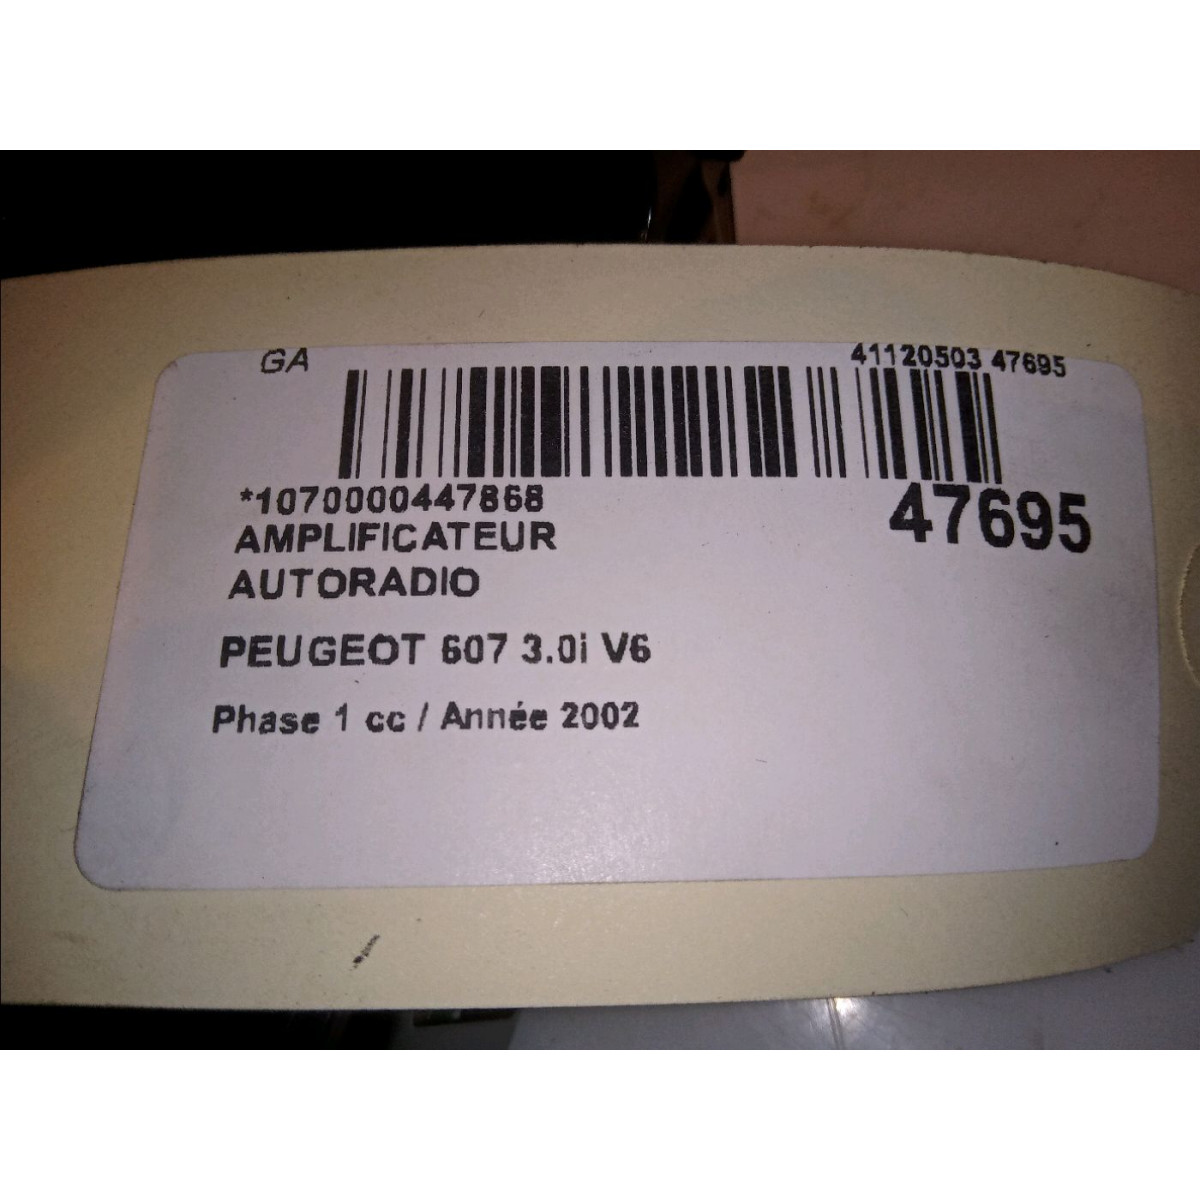 GA 41120503 47695
*1070000447868 47695
AMPLIFICATEUR
AUTORADIO
PEUGEOT 607 3.0i V6
Phase 1 cc / Année 2002